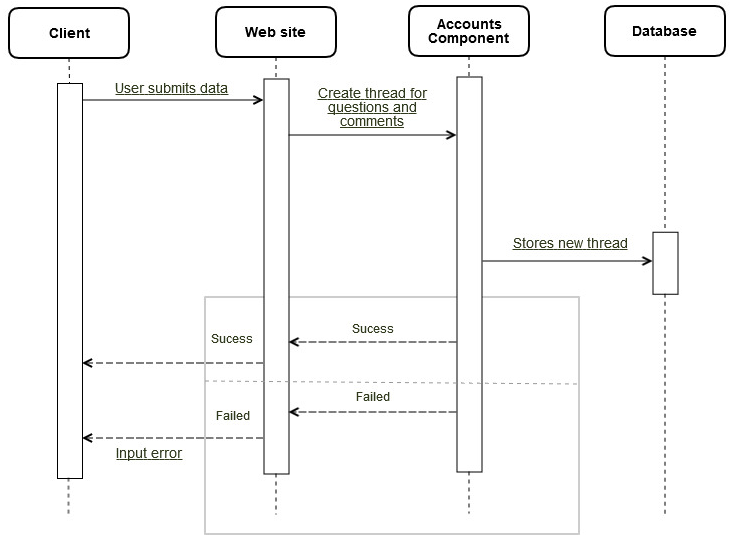 Client
Web site
Accounts
Component
Database
User submits data
Create thread for
questions and
comments
Stores new thread
Sucess
Sucess
Failed
Failed
Input error